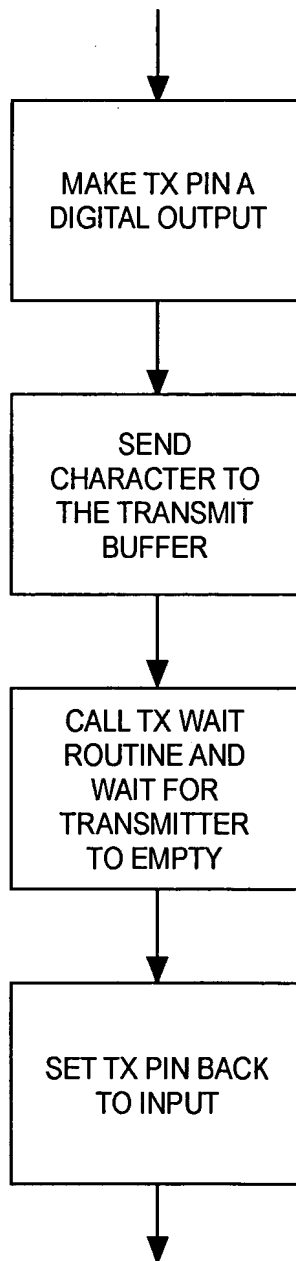 MAKE TX PIN A
DIGITAL OUTPUT
SEND
CHARACTER TO
THE TRANSMIT
BUFFER
CALL TX WAIT
ROUTINE AND
WAIT FOR
TRANSMITTER
TO EMPTY
SET TX PIN BACK
TO INPUT